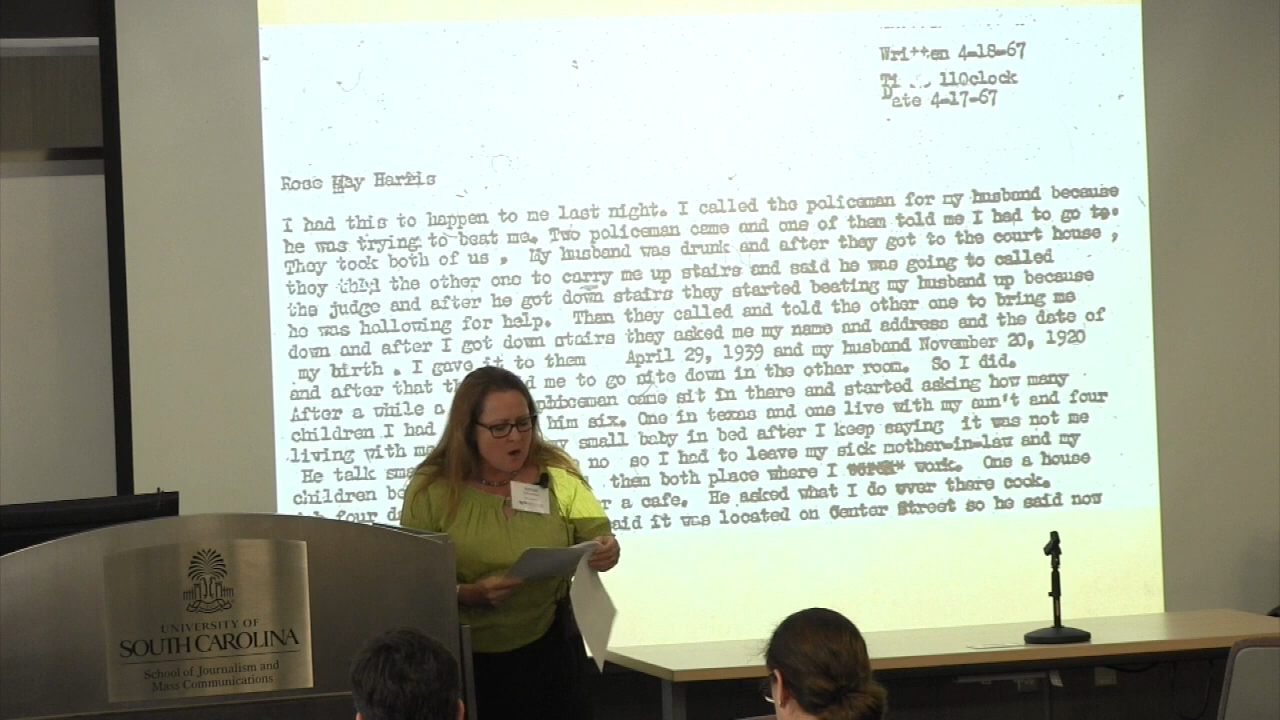 Written 4-18-67
11Oclock
Date 4-17-67
Rose May Harris
I had this to happen to me last night. I called the policeman for my husband because
he was trying to beat me. Two policeman came and one of them told me I had to go to.
They took both of us . My husband was drunk and after they got to the court house ,
they the other one to carry me up stairs and said he was going to called
the judge and after he got down stairs they started beating my husband up because
he was hollowing for help. Than they called and told the other one to bring me
down and after I got down stairs they asked me my name and address and the date of
my birth . I gave it to them April 29, 1939 and my husband November 20, 1920
and after that me to go nite down in the other room. So I did.
After a while a policeman came sit in there and started asking how many
children I had him six. One in texas and one live with my aun't and four
living with me small baby in bed after I keep saying it was not me
He talk no so I had to leave my sick mother-in-law and my
children then both place where I work. One a house
four a cafe. He asked what I do over there cook.
said it was located on Center Street so he said now
UNIVERSITY OF
SOUTH CAROLINA
School of Journalism and
Mass Communications